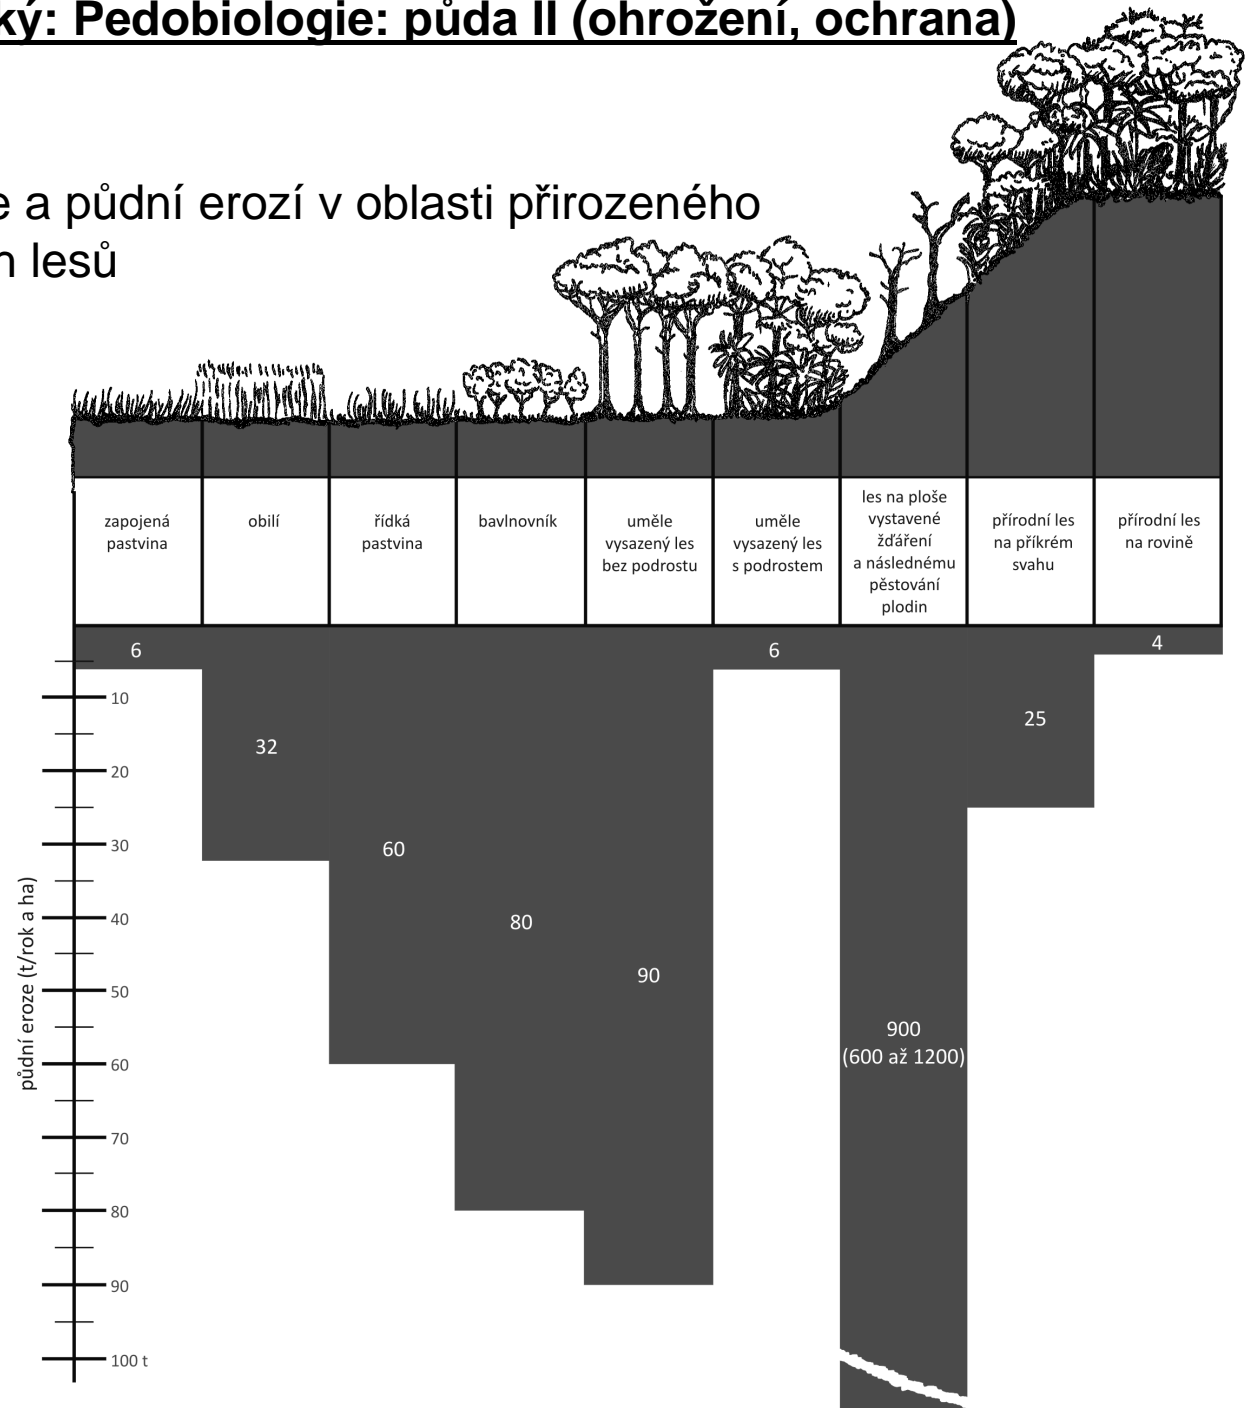 ký: Pedobiologie: půda II (ohrožení, ochrana)
e a půdní erozí v oblasti přirozeného
h lesů
zapojená
pastvina
obilí
řídká
pastvina
bavlnovník
uměle
vysazený les
bez podrostu
uměle
vysazený les
s podrostem
les na ploše
vystavené
žďáření
a následnému
pěstování
plodin
přírodní les
na příkrém
svahu
přírodní les
na rovině
6
32
60
80
90
6
900
(600 až 1200)
25
4
půdní eroze (t/rok a ha)
10
20
30
40
50
60
70
80
90
100 t